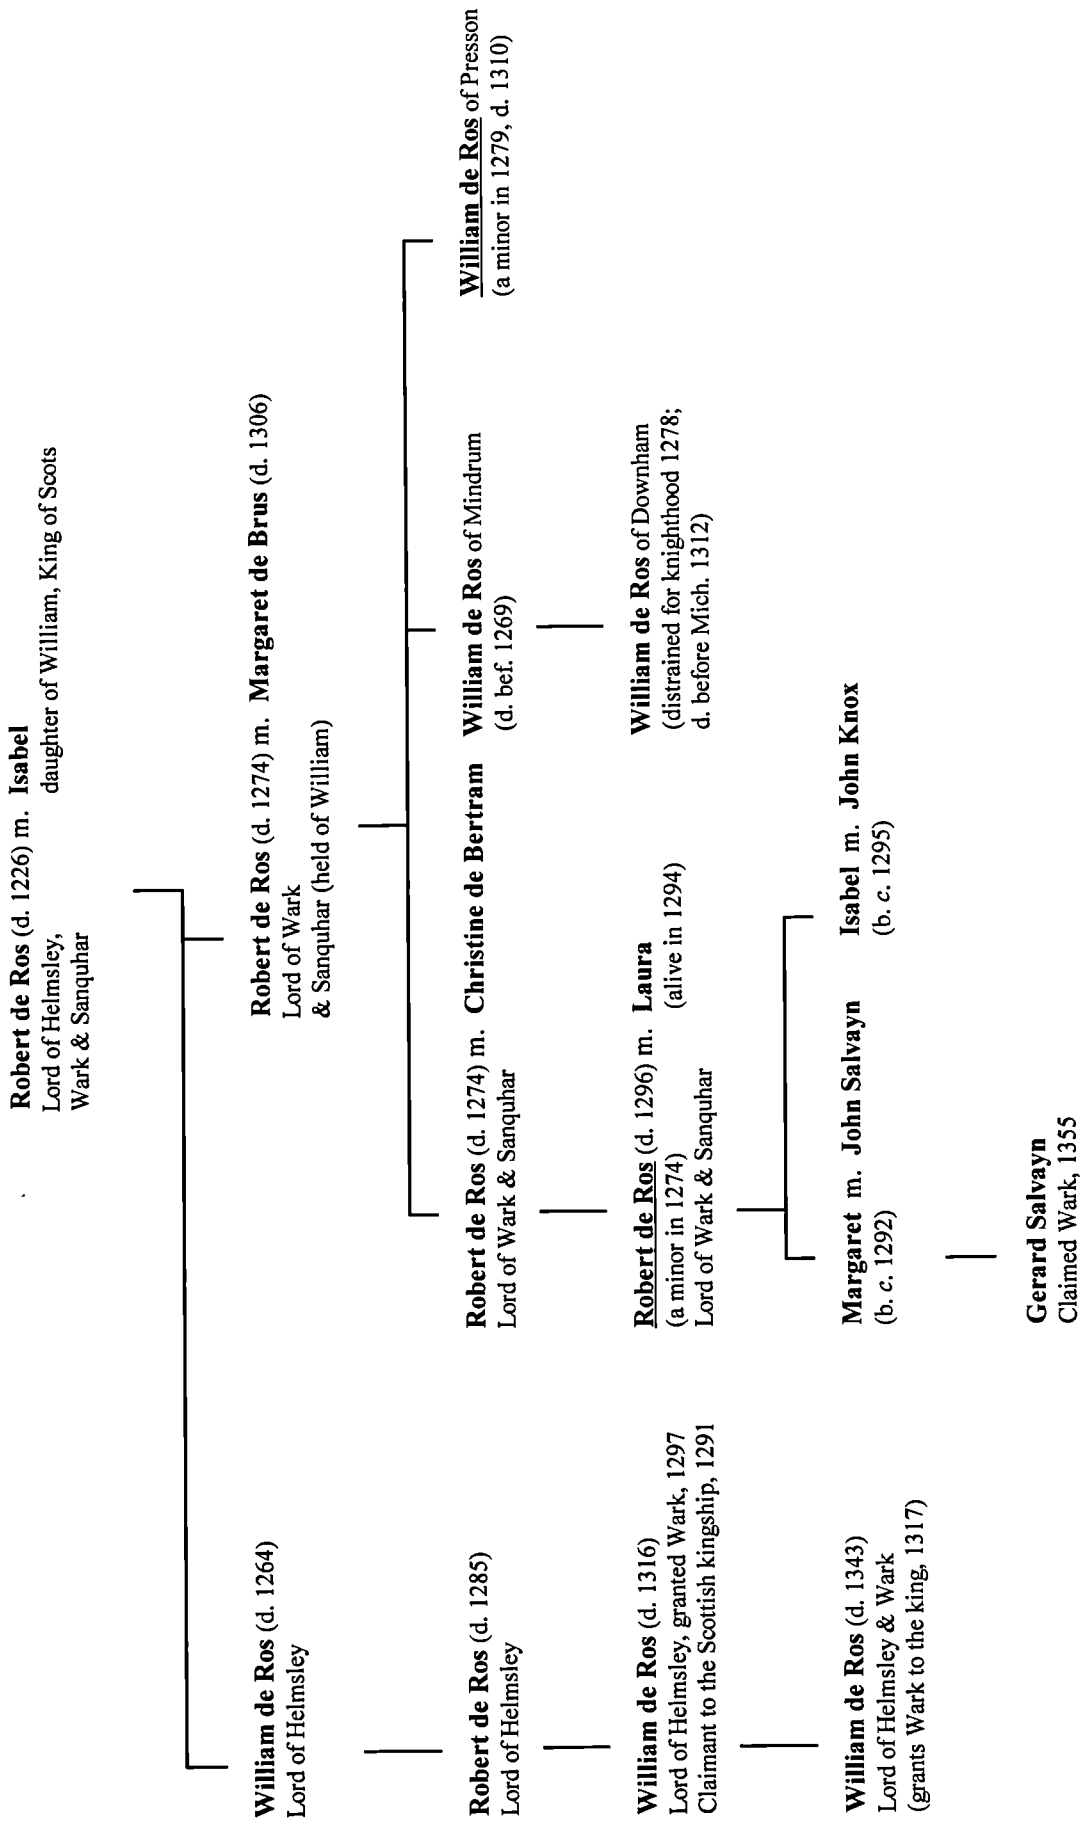 Robert de Ros (d. 1226) m. Isabel
Lord of Helmsley,
Wark & Sanquhar
daughter of William, King of Scots
William de Ros (d. 1264)
Lord of Helmsley
Robert de Ros (d. 1274) m. Margaret de Brus (d. 1306)
Lord of Wark
& Sanquhar (held of William)
Robert de Ros (d. 1285)
Lord of Helmsley
Robert de Ros (d. 1274) m. Christine de Bertram
Lord of Wark & Sanquhar
William de Ros of Mindrum
(d. bef. 1269)
William de Ros of Presson
(a minor in 1279, d. 1310)
William de Ros (d. 1316)
Lord of Helmsley, granted Wark, 1297
Claimant to the Scottish kingship, 1291
Robert de Ros (d. 1296) m. Laura
(a minor in 1274)
Lord of Wark & Sanquhar
(alive in 1294)
William de Ros of Downham
(distrained for knighthood 1278;
d. before Mich. 1312)
William de Ros (d. 1343)
Lord of Helmsley & Wark
(grants Wark to the king, 1317)
Margaret m. John Salvayn
(b. c. 1292)
Isabel m. John Knox
(b. c. 1295)
Gerard Salvayn
Claimed Wark, 1355